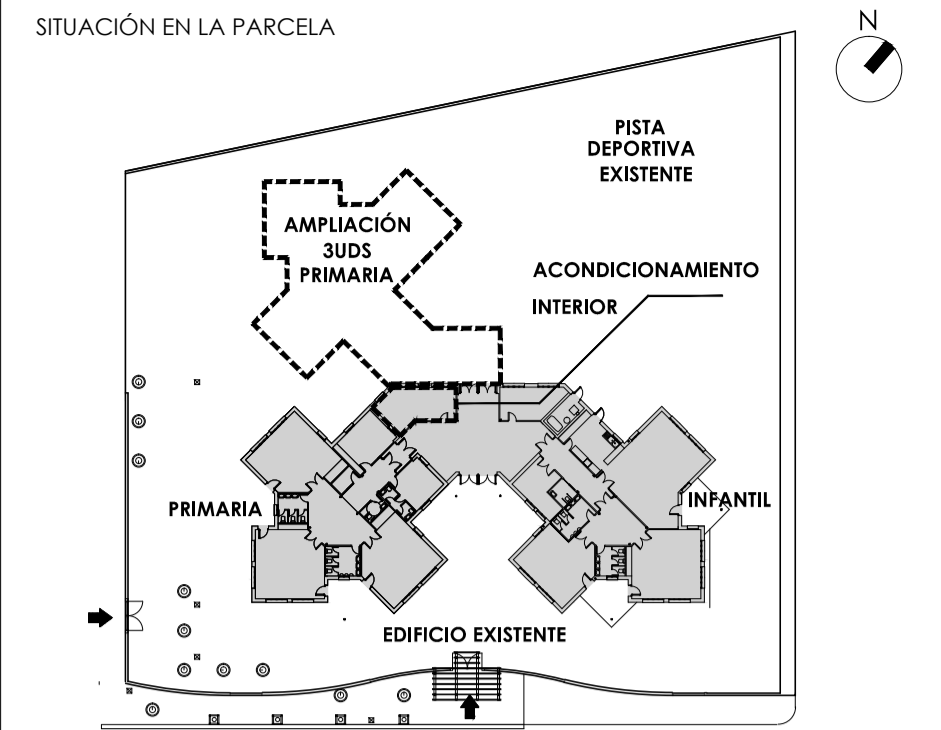 SITUACIÓN EN LA PARCELA
N
PISTA
DEPORTIVA
EXISTENTE
AMPLIACIÓN
3UDS
PRIMARIA
ACONDICIONAMIENTO
INTERIOR
PRIMARIA
INFANTIL
EDIFICIO EXISTENTE